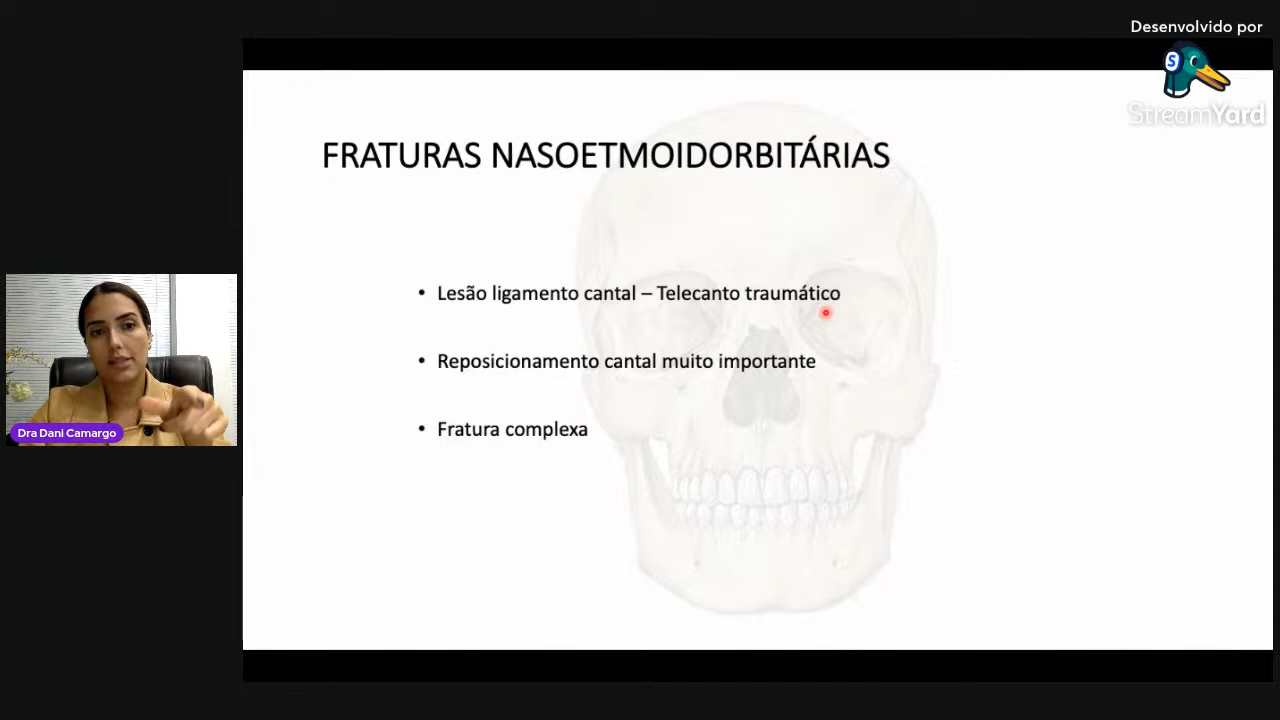 Desenvolvido por
StreamYard
FRATURAS NASOETMOIDORBITÁRIAS
• Lesão ligamento cantal – Telecanto traumático
• Reposicionamento cantal muito importante
• Fratura complexa
Dra Dani Camargo
S